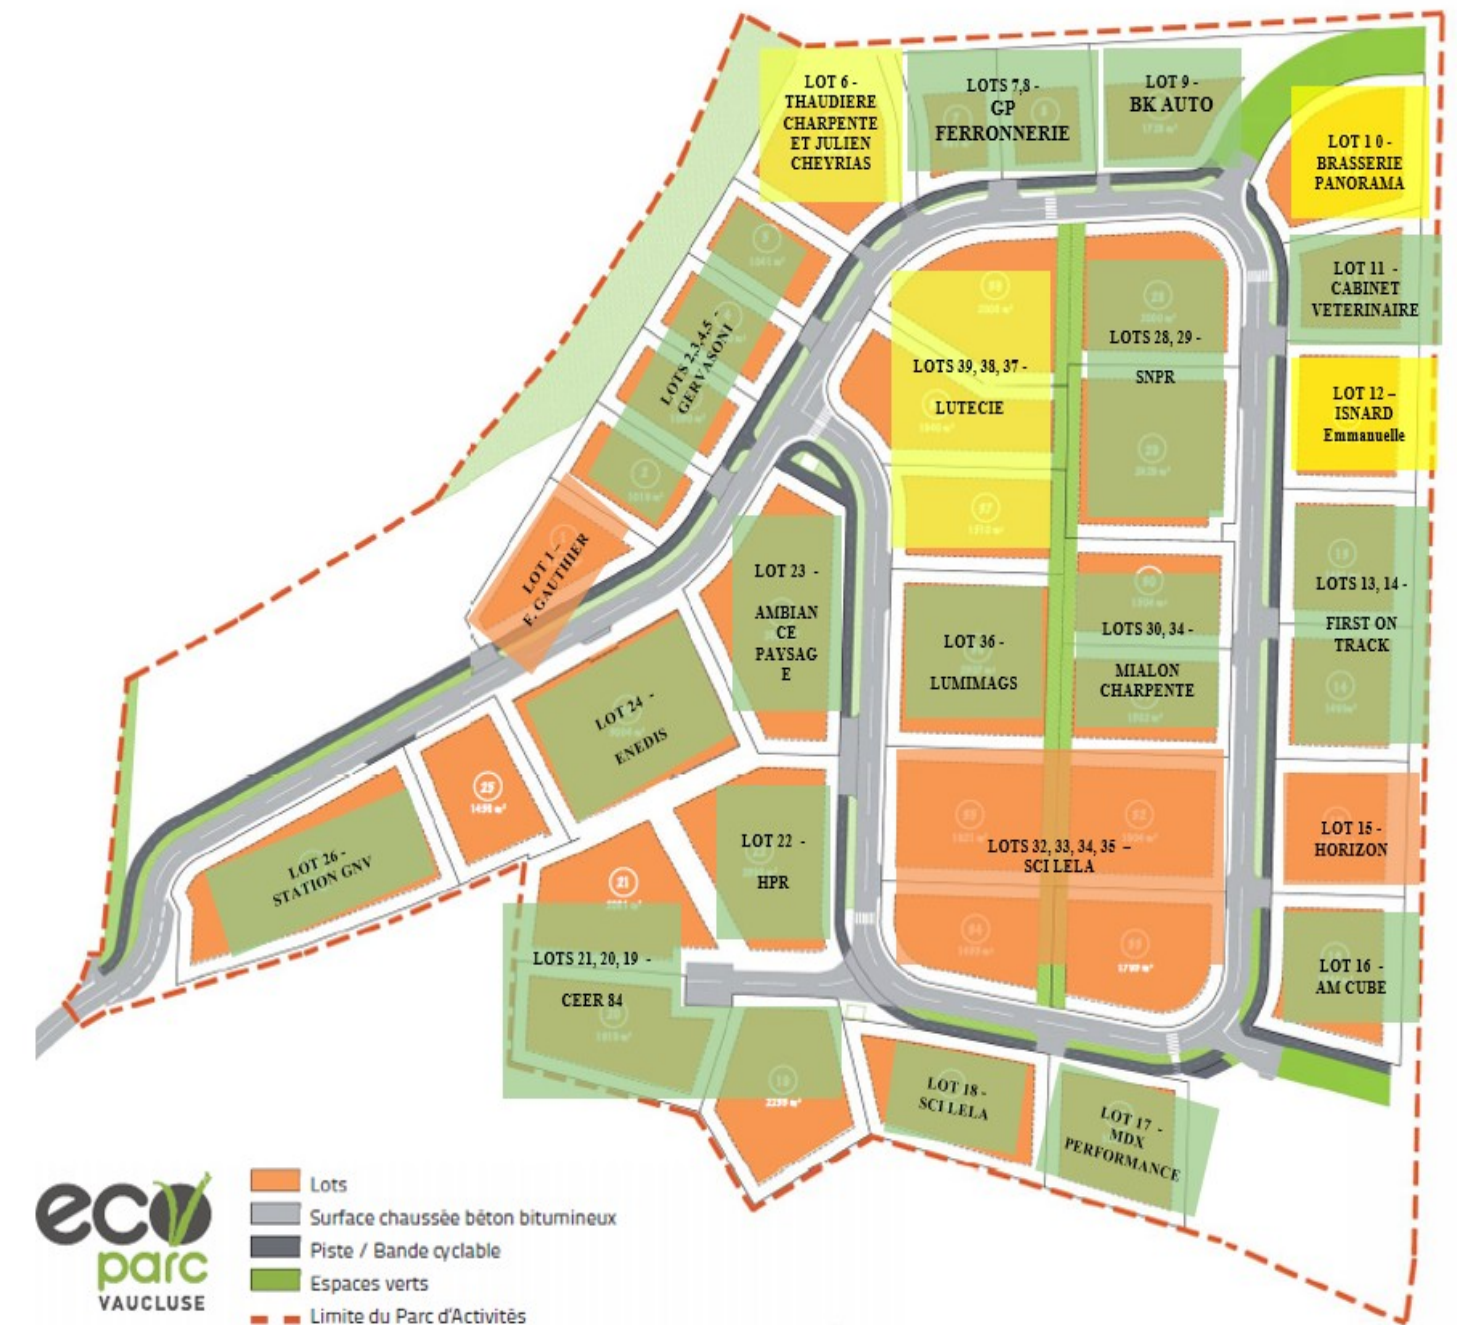 LOT 6 -
THAUDIERE
CHARPENTE
ET JULIEN
CHEYRIAS
LOTS 7,8 -
GP
FERRONNERIE
LOT 9 -
BK AUTO
LOT 1 0 -
BRASSERIE
PANORAMA
LOT 11 -
CABINET
VETERINAIRE
LOT 12 –
ISNARD
Emmanuelle
LOTS 2,3,4,5 -
GERVASONI
LOTS 39, 38, 37 -
LUTECIE
LOTS 28, 29 -
SNPR
LOT 1 –
F. GAUTHIER
LOT 23 -
AMBIAN
CE
PAYSAG
E
LOT 36 -
LUMIMAGS
LOTS 30, 34 -
MIALON
CHARPENTE
LOTS 13, 14 -
FIRST ON
TRACK
LOT 24 -
ENEDIS
25
1498 m²
LOT 26 -
STATION GNV
LOT 22 -
HPR
LOTS 32, 33, 34, 35 –
SCI LELA
LOT 15 -
HORIZON
21
LOTS 21, 20, 19 -
CEER 84
LOT 16 -
AM CUBE
LOT 18 -
SCI LELA
LOT 17 -
MDX
PERFORMANCE
eco
parc
VAUCLUSE
Lots
Surface chaussée béton bitumineux
Piste / Bande cyclable
Espaces verts
Limite du Parc d'Activités